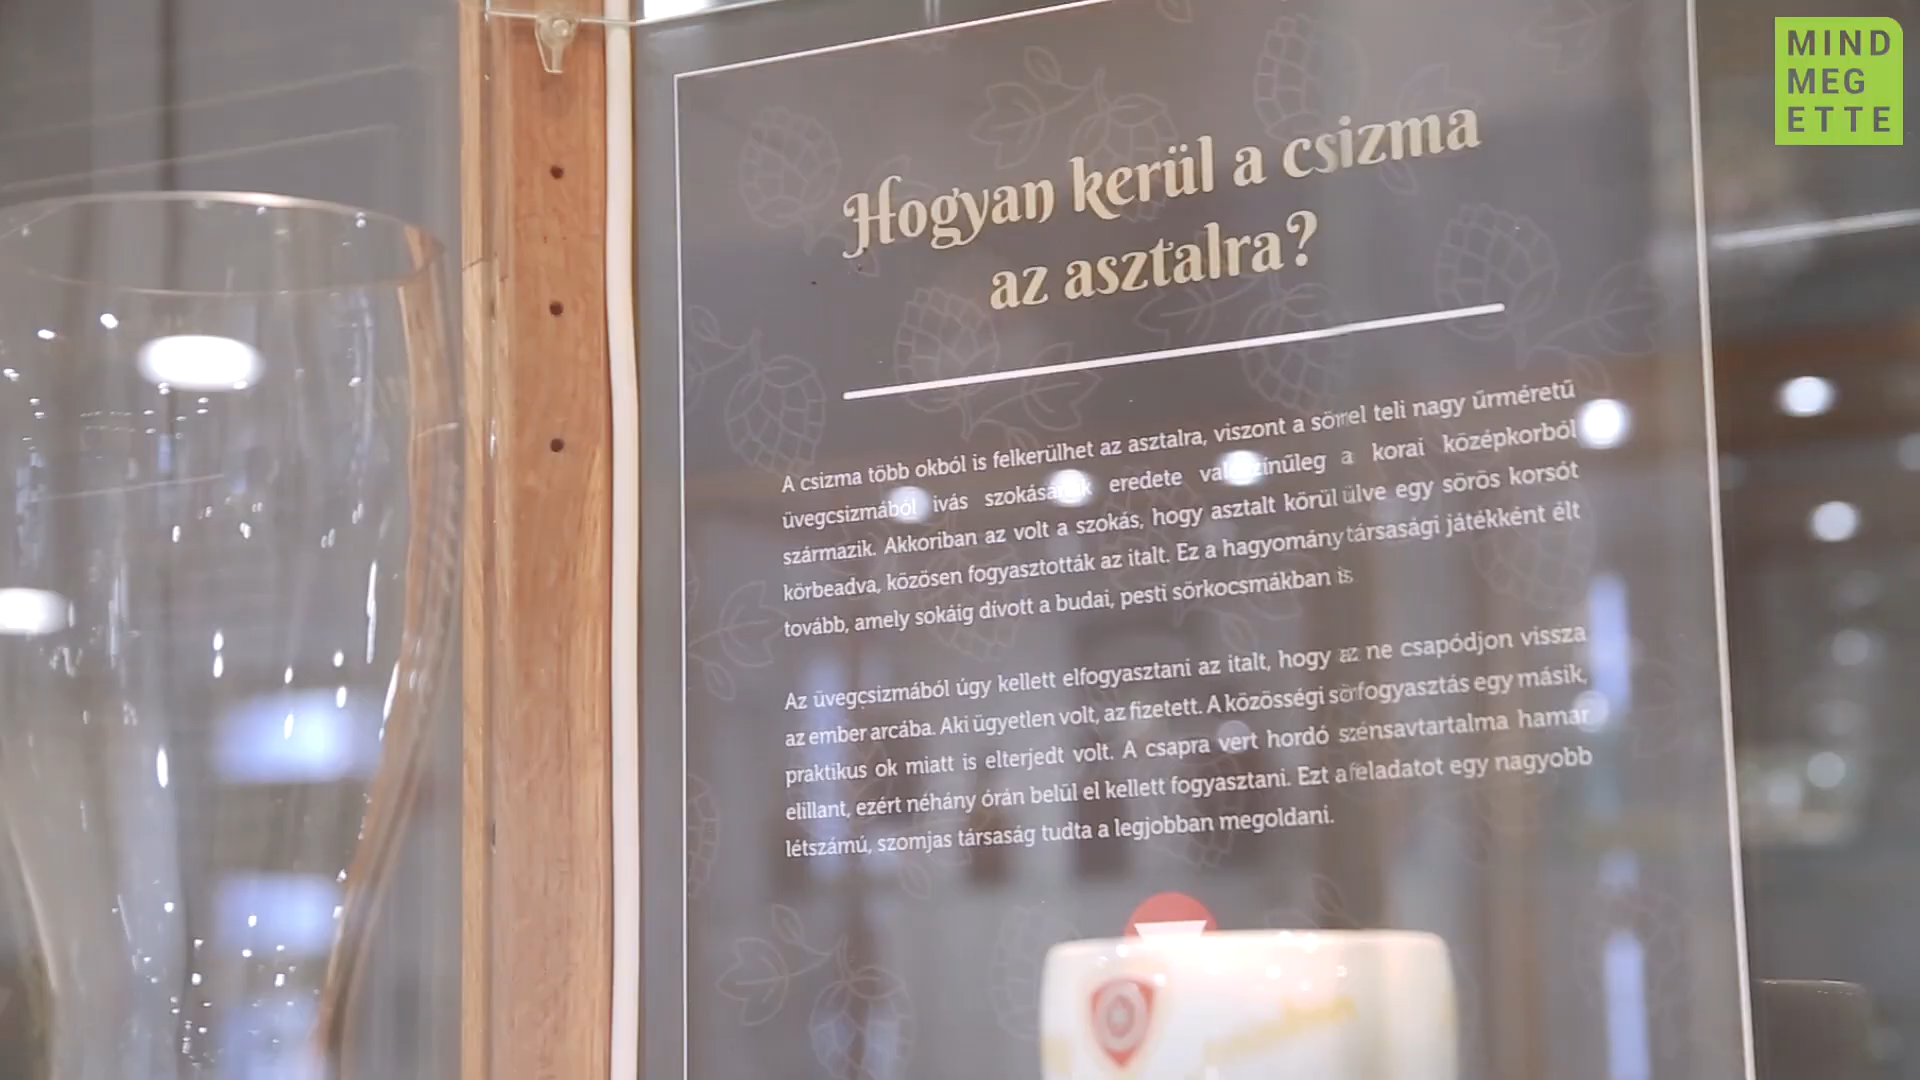 MIND
MEG
ETTE
Hogyan kerül a csizma
az asztalra?
A csizma több okból is felkerülhet az asztalra, viszont a sörrel teli nagy űrméretű
üvegcsizmából ivás szokásának eredete valószínűleg a korai középkorból
származik. Akkoriban az volt a szokás, hogy asztalt körül ülve egy sörös korsót
körbeadva, közösen fogyasztották az italt. Ez a hagyomány társasági játékként élt
tovább, amely sokáig dívott a budai, pesti sörkocsmákban is.
Az üvegcsizmából úgy kellett elfogyasztani az italt, hogy az ne csapódjon vissza
az ember arcába. Aki ügyetlen volt, az fizetett. A közösségi sörfogyasztás egy másik,
praktikus ok miatt is elterjedt volt. A csapra vert hordó szénsavtartalma hamar
elillant, ezért néhány órán belül el kellett fogyasztani. Ezt a feladatot egy nagyobb
létszámú, szomjas társaság tudta a legjobban megoldani.